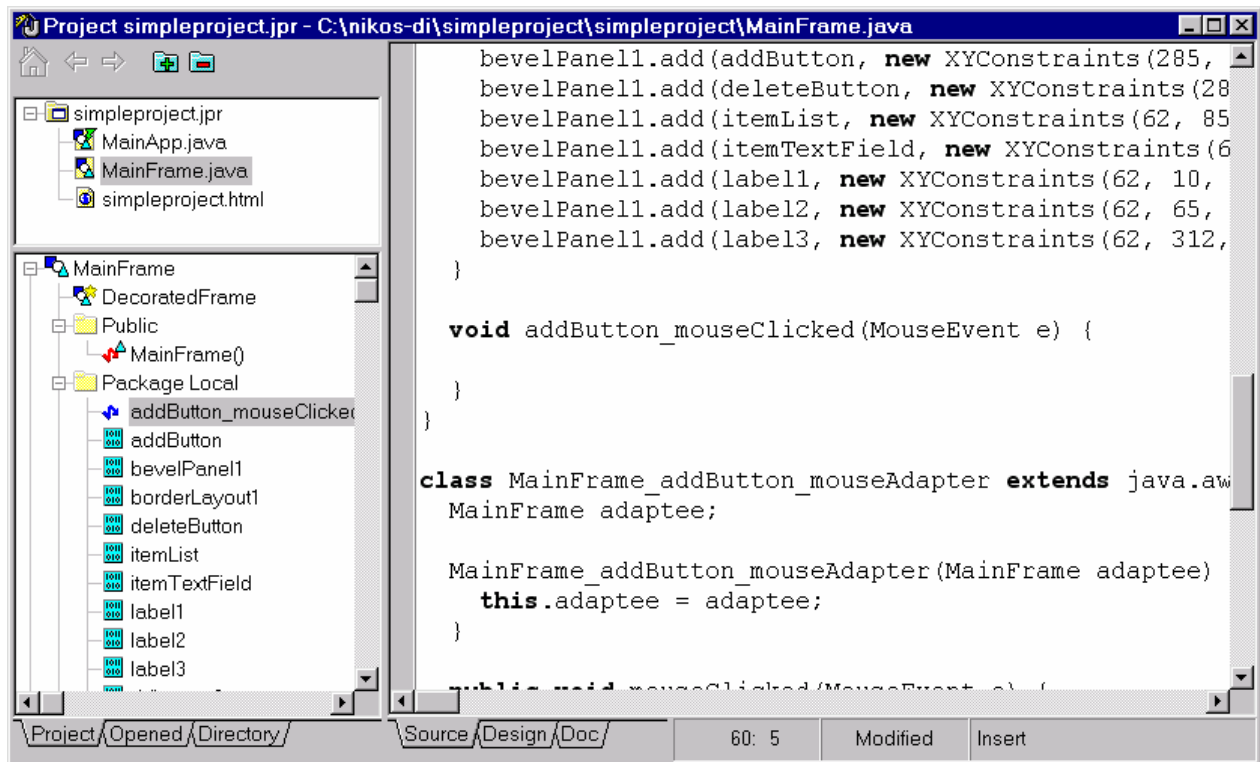 Project simpleproject.jpr - C:\nikos-di\simpleproject\simpleproject\MainFrame.java
simpleproject.jpr
MainApp.java
MainFrame.java
simpleproject.html
MainFrame
DecoratedFrame
Public
MainFrame()
Package Local
addButton_mouseClicked
addButton
bevelPanel1
borderLayout1
deleteButton
itemList
itemTextField
label1
label2
label3
Project Opened Directory
bevelPanel1.add(addButton, new XYConstraints(285,
bevelPanel1.add(deleteButton, new XYConstraints(28
bevelPanel1.add(itemList, new XYConstraints(62, 85
bevelPanel1.add(itemTextField, new XYConstraints(6
bevelPanel1.add(label1, new XYConstraints(62, 10,
bevelPanel1.add(label2, new XYConstraints(62, 65,
bevelPanel1.add(label3, new XYConstraints(62, 312,
}
void addButton_mouseClicked(MouseEvent e) {
}
}
class MainFrame_addButton_mouseAdapter extends java.aw
MainFrame adaptee;
MainFrame_addButton_mouseAdapter(MainFrame adaptee)
this.adaptee = adaptee;
}
public void mouseClicked(MouseEvent e) {
Source Design Doc
60: 5 Modified Insert